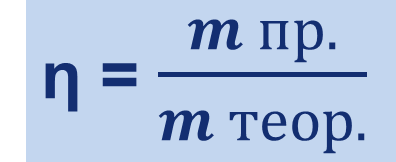 η = m пр.
m теор.